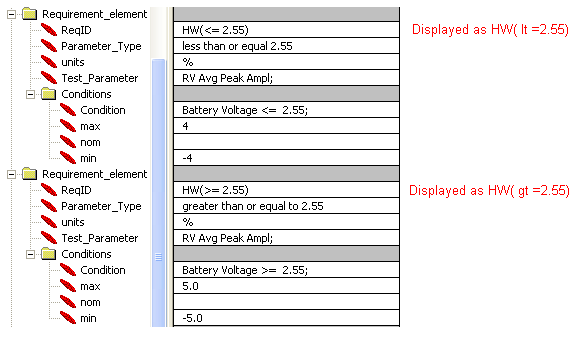 Requirement_element
ReqID HW(<= 2.55) Displayed as HW( lt =2.55)
Parameter_Type less than or equal 2.55
units %
Test_Parameter RV Avg Peak Ampl;
Conditions
Condition Battery Voltage <= 2.55;
max 4
nom
min -4
Requirement_element
ReqID HW(>= 2.55) Displayed as HW( gt =2.55)
Parameter_Type greater than or equal to 2.55
units %
Test_Parameter RV Avg Peak Ampl;
Conditions
Condition Battery Voltage >= 2.55;
max 5.0
nom
min -5.0